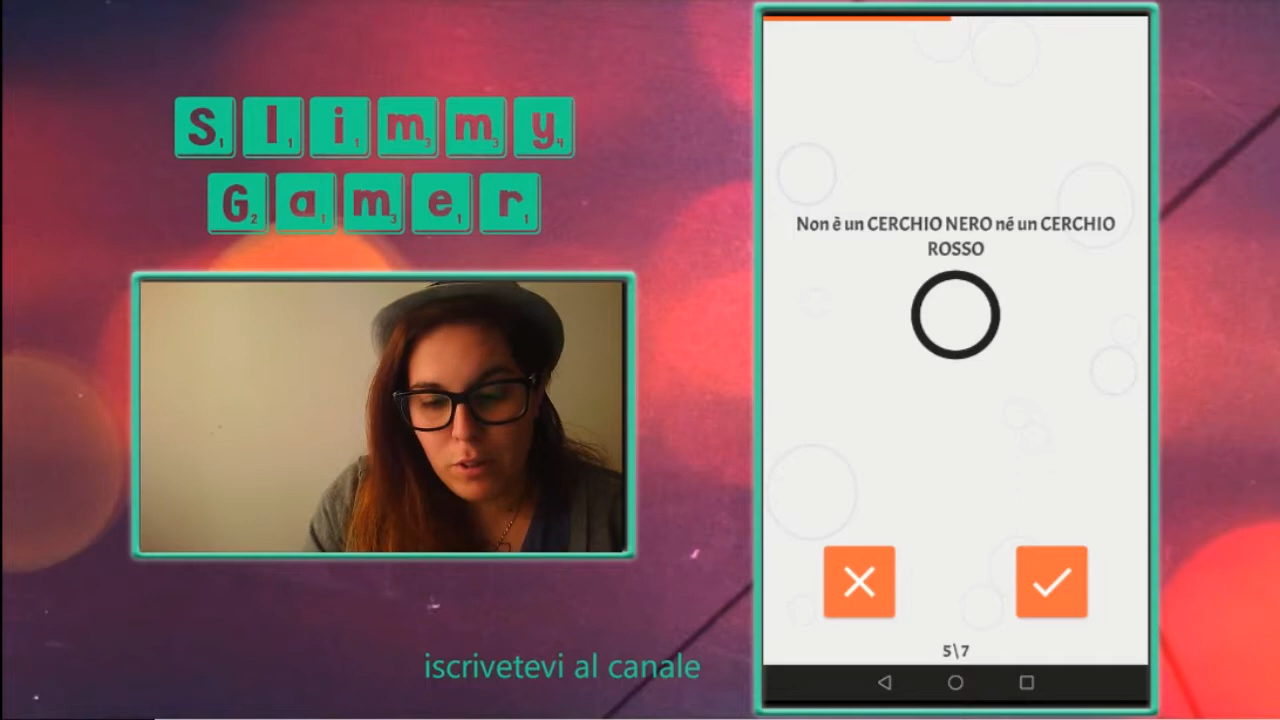 Slimmy
Gamer
Non è un CERCHIO NERO né un CERCHIO
ROSSO
5\7
iscrivetevi al canale